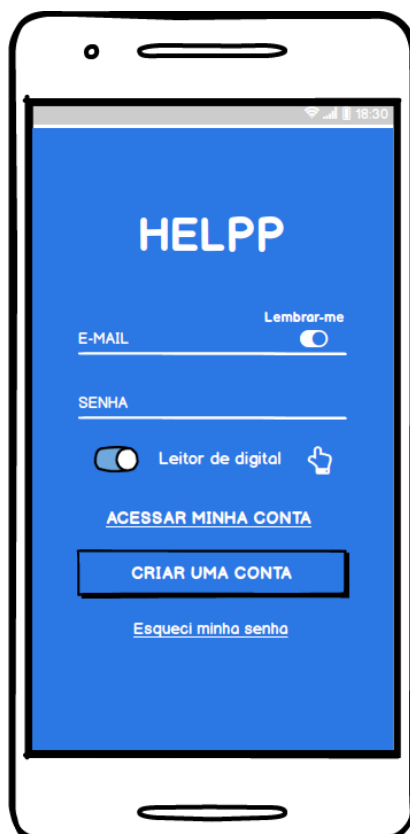 18:30
HELPP
Lembrar-me
E-MAIL
SENHA
Leitor de digital
ACESSAR MINHA CONTA
CRIAR UMA CONTA
Esqueci minha senha